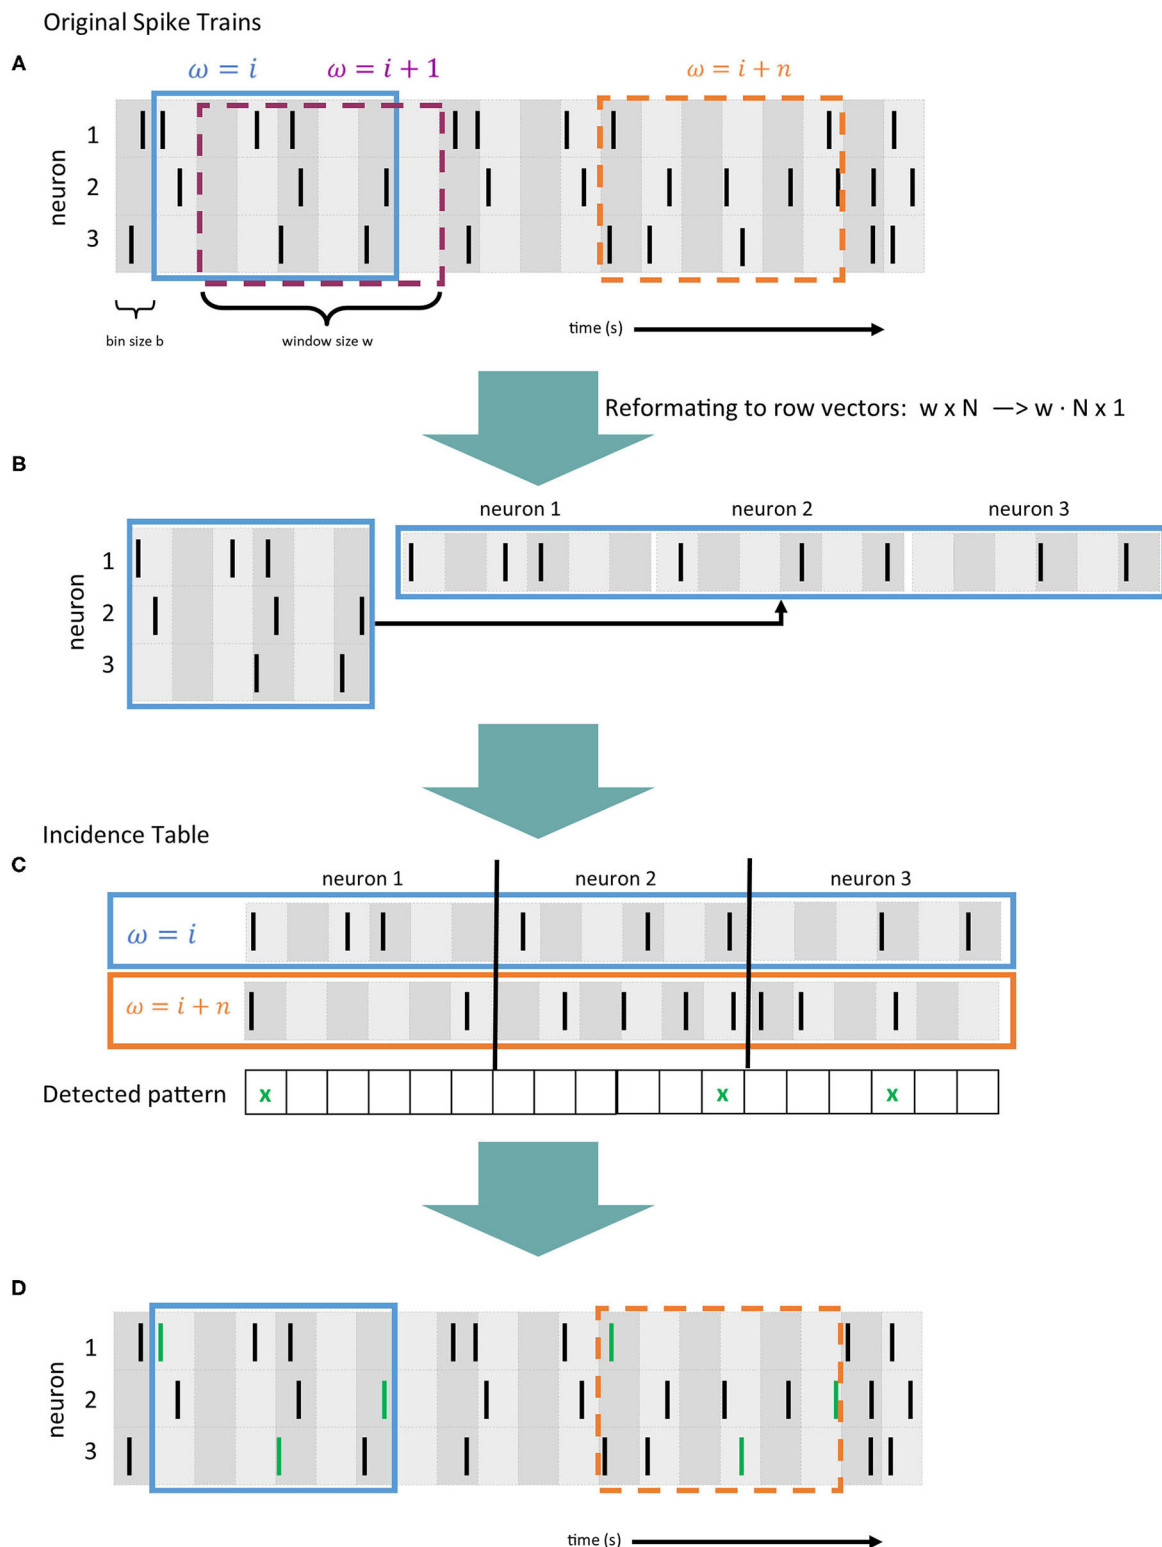 Original Spike Trains
A
ω = i
ω = i + 1
ω = i + n
neuron
1
2
3
bin size b
window size w
time (s)
Reformating to row vectors: w x N —> w · N x 1
B
neuron 1
neuron 2
neuron 3
neuron
1
2
3
Incidence Table
C
neuron 1
neuron 2
neuron 3
ω = i
ω = i + n
Detected pattern
x
x
x
D
neuron
1
2
3
time (s)